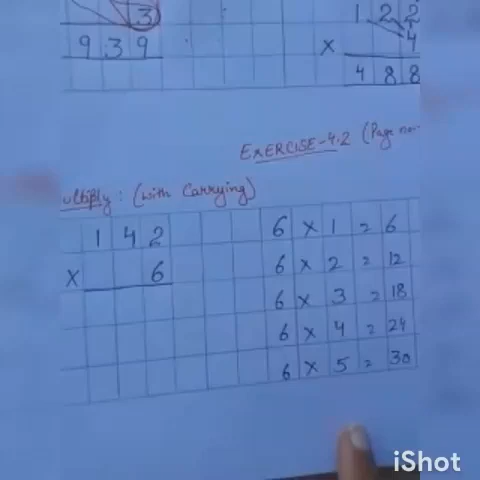 3
9 3 9
1 2 2
x 4
4 8 8
EXERCISE-4.2 (Page no-
ultiply : (with Carrying)
1 4 2
x 6
6 x 1 = 6
6 x 2 = 12
6 x 3 = 18
6 x 4 = 24
6 x 5 = 30
iShot